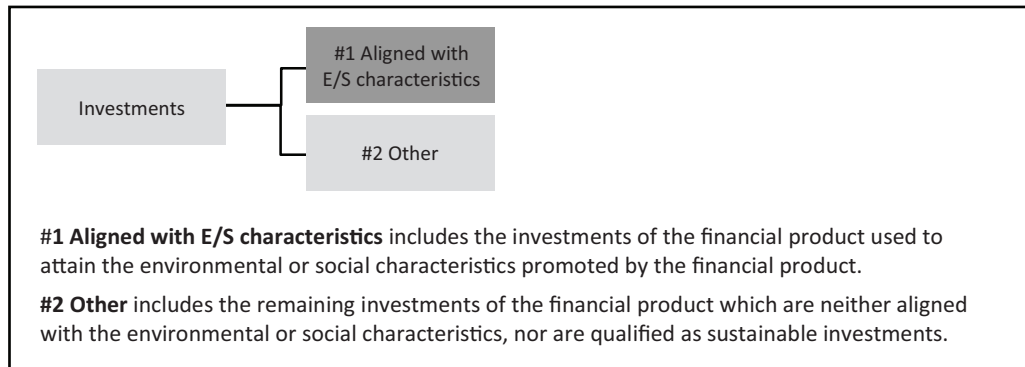 #1 Aligned with
E/S characteristics
Investments
#2 Other
#1 Aligned with E/S characteristics includes the investments of the financial product used to
attain the environmental or social characteristics promoted by the financial product.
#2 Other includes the remaining investments of the financial product which are neither aligned
with the environmental or social characteristics, nor are qualified as sustainable investments.